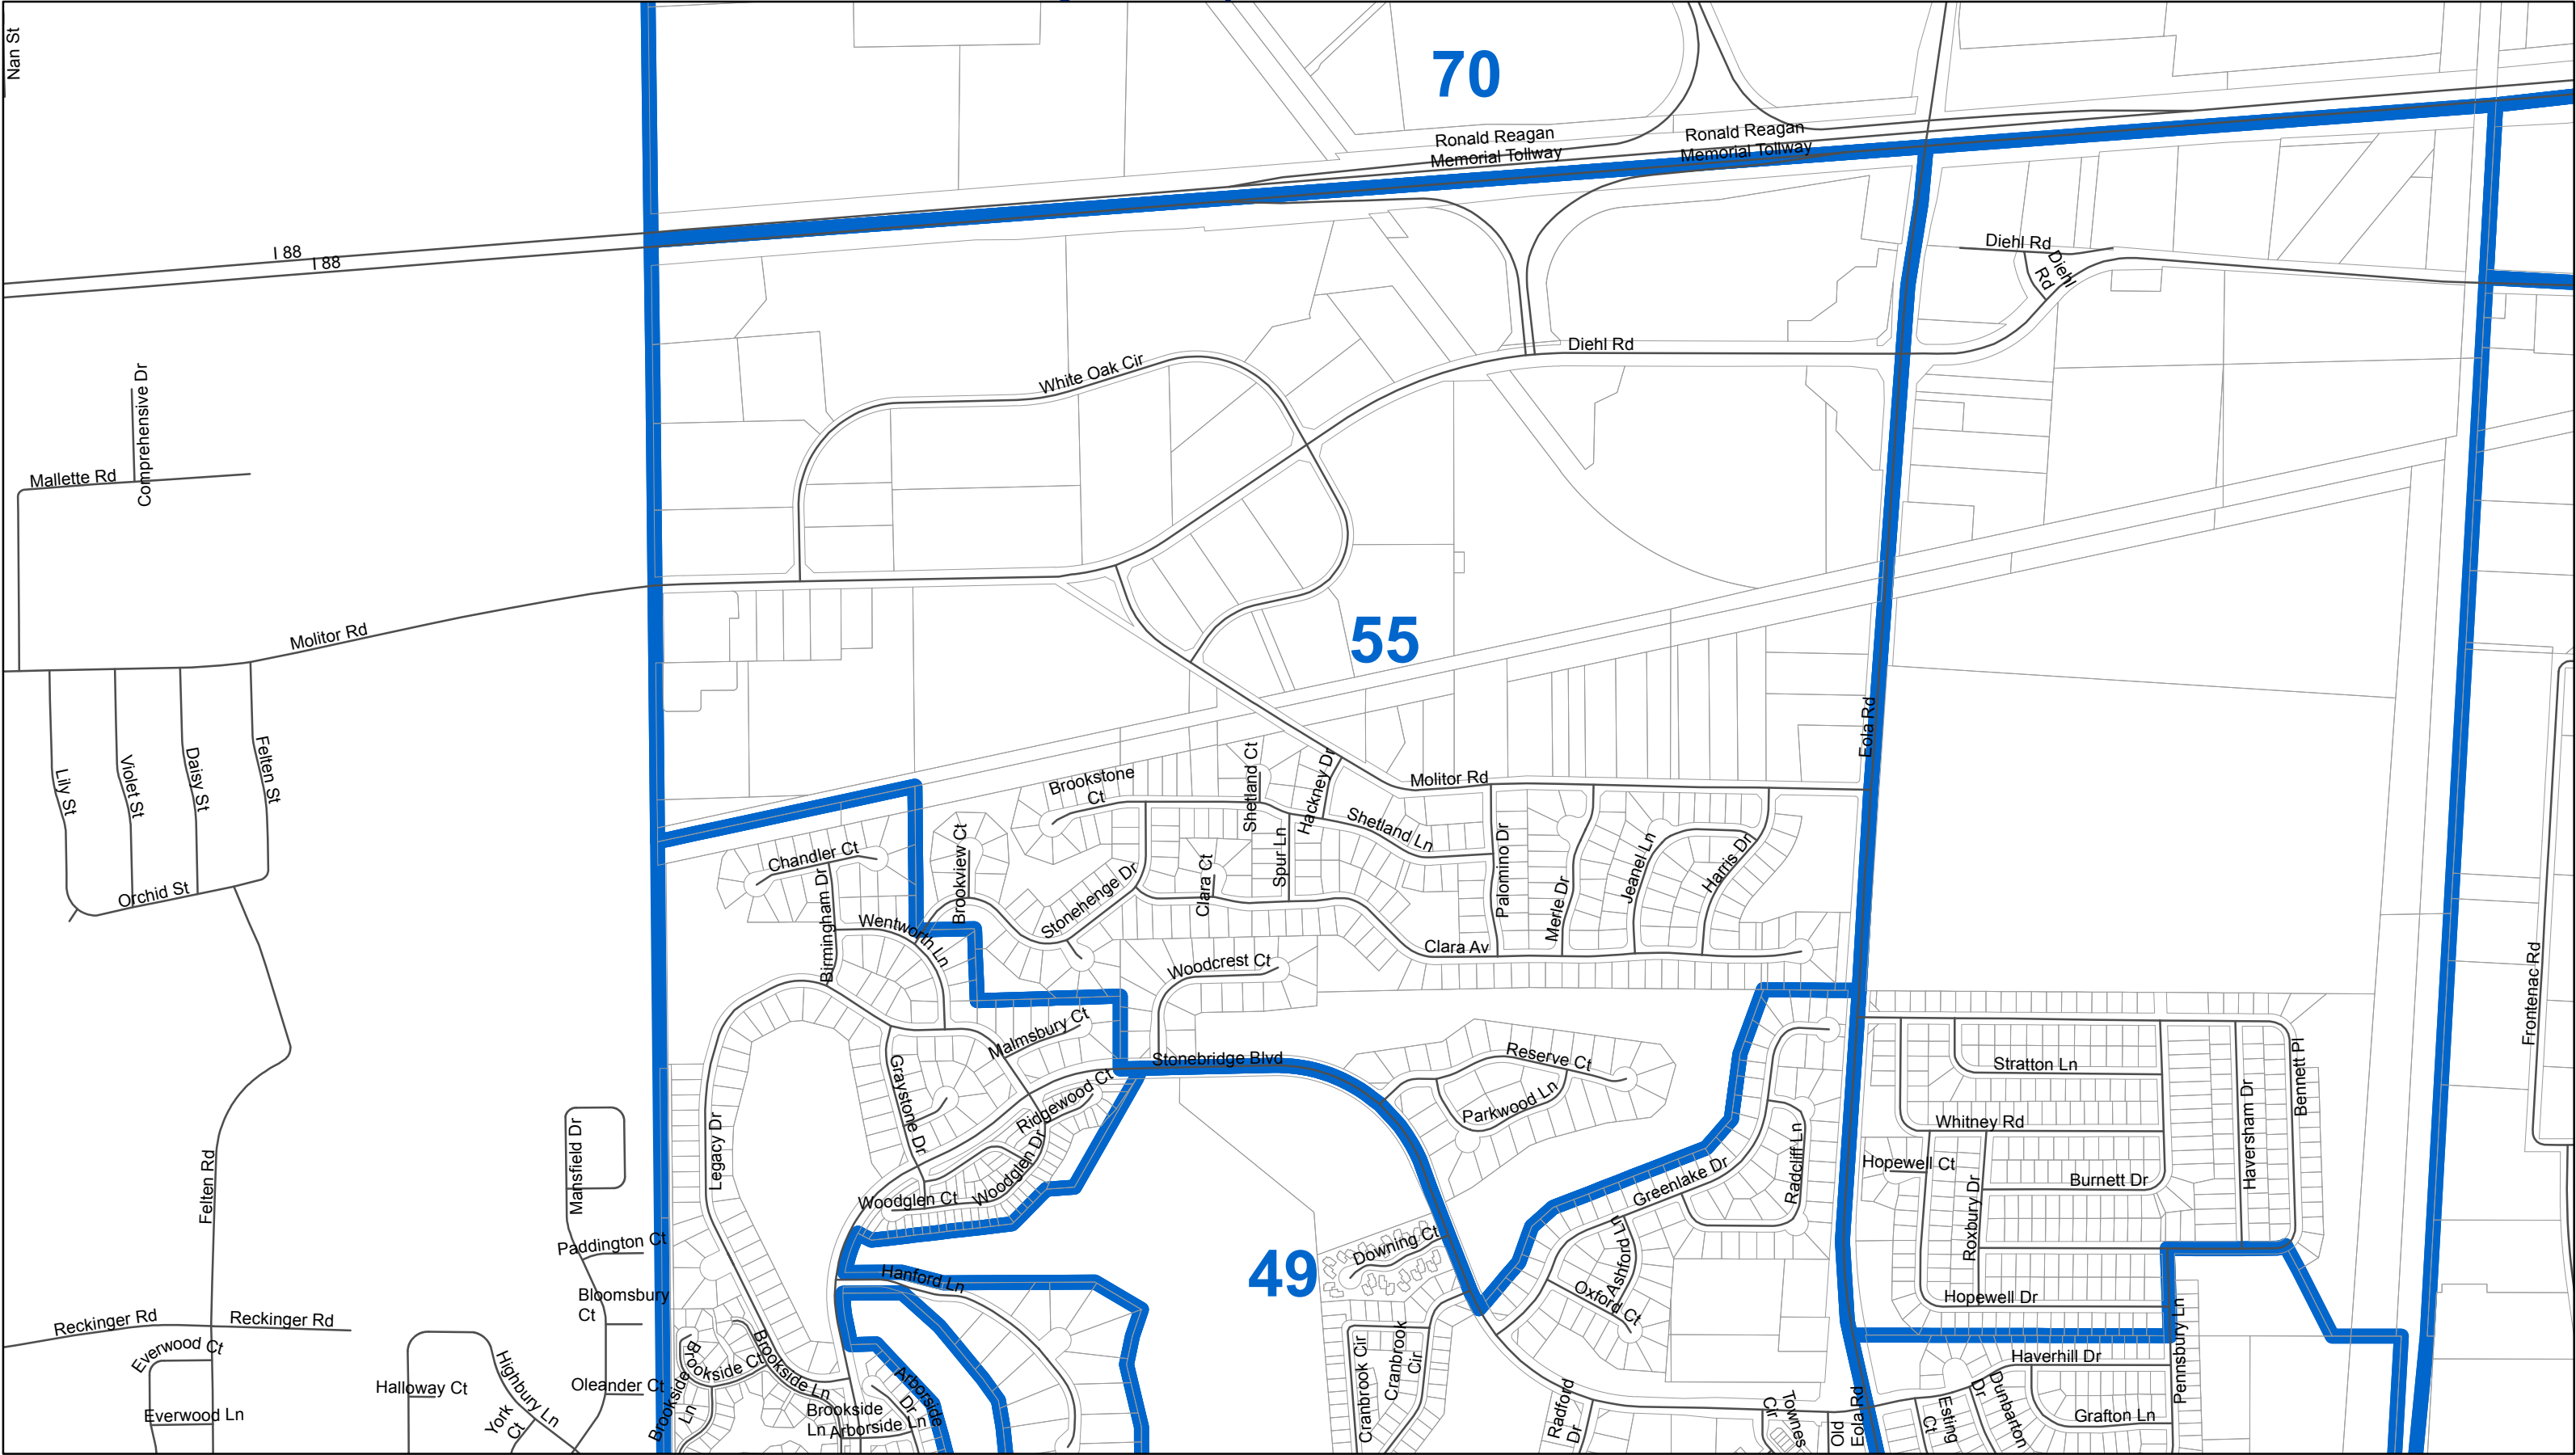 Nan St
70
Ronald Reagan
Memorial Tollway
Ronald Reagan
Memorial Tollway
I 88
I 88
Diehl Rd
Diehl
Rd
Diehl Rd
White Oak Cir
Comprehensive Dr
Mallette Rd
Molitor Rd
55
Eola Rd
Lily St
Violet St
Daisy St
Felten St
Orchid St
Brookstone
Ct
Shetland Ct
Hackney Dr
Molitor Rd
Shetland Ln
Chandler Ct
Birmingham Dr
Wentworth Ln
Brookview Ct
Stonehenge Dr
Clara Ct
Spur Ln
Palomino Dr
Merle Dr
Jeanel Ln
Harris Dr
Clara Av
Woodcrest Ct
Frontenac Rd
Malmsbury Ct
Stonebridge Blvd
Reserve Ct
Parkwood Ln
Stratton Ln
Bennett Pl
Haversham Dr
Whitney Rd
Graystone Dr
Ridgewood Ct
Legacy Dr
Mansfield Dr
Felten Rd
Woodglen Ct
Woodglen Dr
Greenlake Dr
Radcliff Ln
Hopewell Ct
Roxbury Dr
Burnett Dr
Paddington Ct
49
Downing Ct
Ashford Ln
Oxford Ct
Hanford Ln
Hopewell Dr
Bloomsbury
Ct
Reckinger Rd
Reckinger Rd
Everwood Ct
Everwood Ln
Halloway Ct
Highbury Ln
York
Ct
Oleander Ct
Brookside Ct
Brookside Ln
Brookside
Ln
Brookside
Ln
Arborside Ln
Arborside
Dr
Cranbrook Cir
Cranbrook
Cir
Radford
Dr
Townes
Cir
Old
Eola Rd
Esting
Ct
Dunbarton
Dr
Haverhill Dr
Grafton Ln
Pennsbury Ln